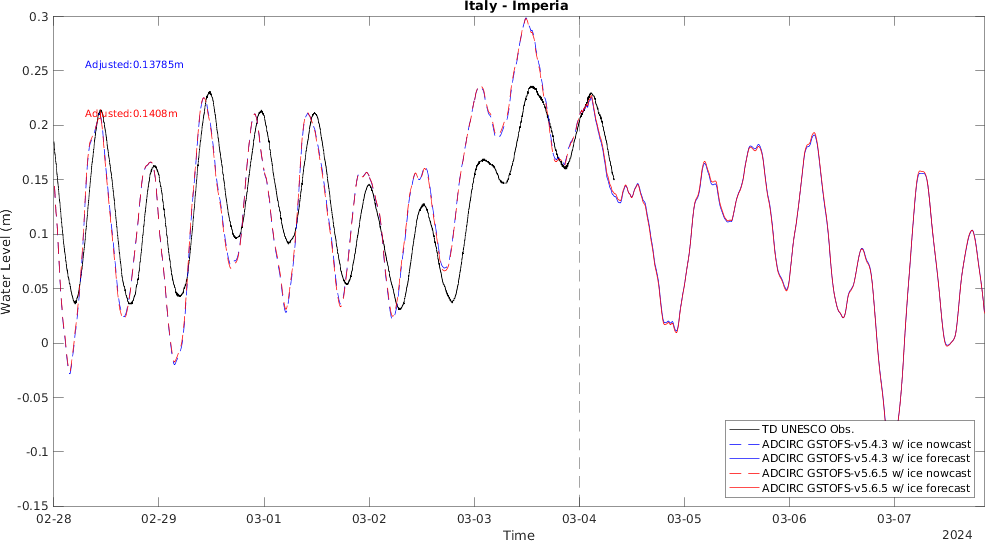 Italy - Imperia
Water Level (m)
0.3
0.25
0.2
0.15
0.1
0.05
0
-0.05
-0.1
-0.15
Adjusted:0.13785m
Adjusted:0.1408m
TD UNESCO Obs.
ADCIRC GSTOFS-v5.4.3 w/ ice nowcast
ADCIRC GSTOFS-v5.4.3 w/ ice forecast
ADCIRC GSTOFS-v5.6.5 w/ ice nowcast
ADCIRC GSTOFS-v5.6.5 w/ ice forecast
02-28 02-29 03-01 03-02 03-03 03-04 03-05 03-06 03-07
Time
2024